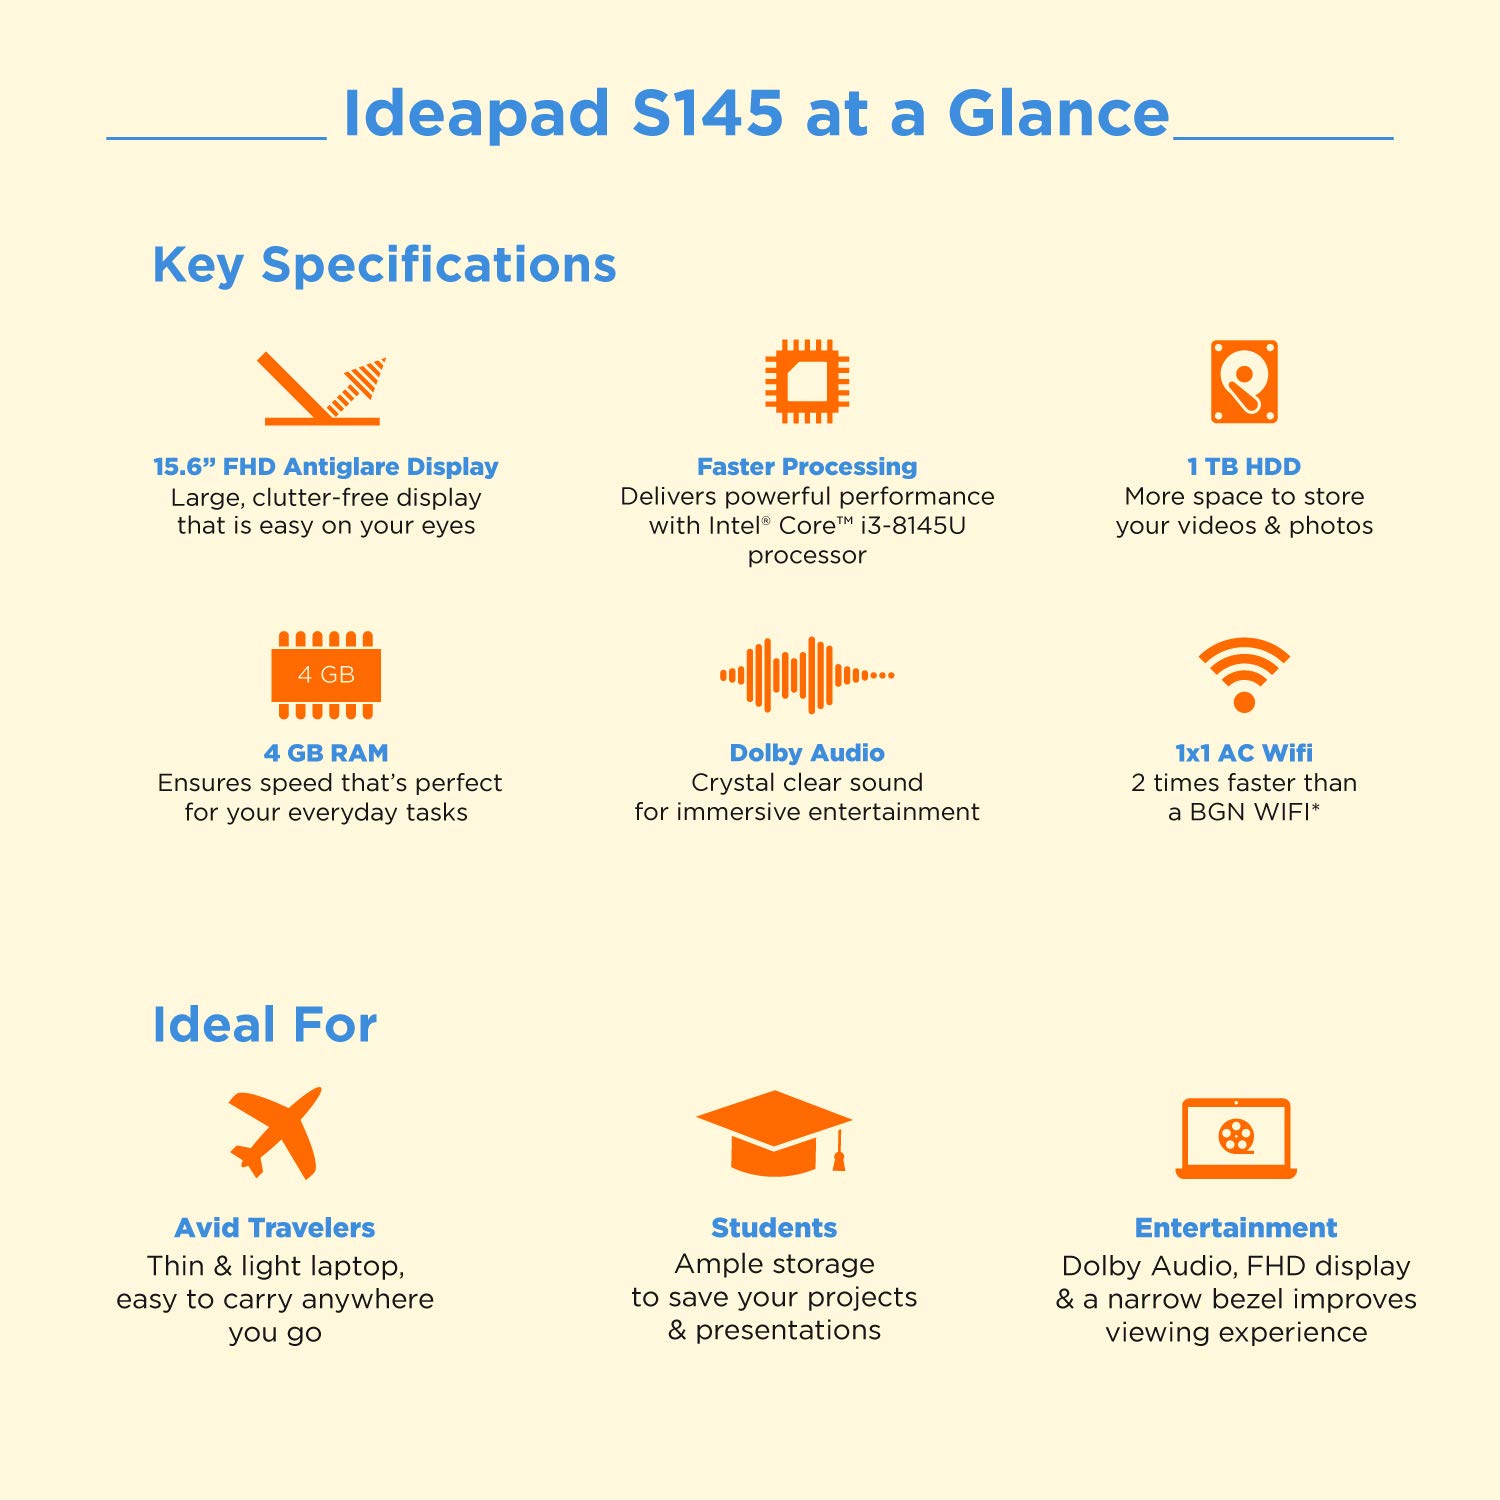 Ideapad S145 at a Glance
Key Specifications
15.6” FHD Antiglare Display
Large, clutter-free display
that is easy on your eyes
Faster Processing
Delivers powerful performance
with Intel® Core™ i3-8145U
processor
1 TB HDD
More space to store
your videos & photos
4 GB
4 GB RAM
Ensures speed that’s perfect
for your everyday tasks
Dolby Audio
Crystal clear sound
for immersive entertainment
1x1 AC Wifi
2 times faster than
a BGN WIFI*
Ideal For
Avid Travelers
Thin & light laptop,
easy to carry anywhere
you go
Students
Ample storage
to save your projects
& presentations
Entertainment
Dolby Audio, FHD display
& a narrow bezel improves
viewing experience